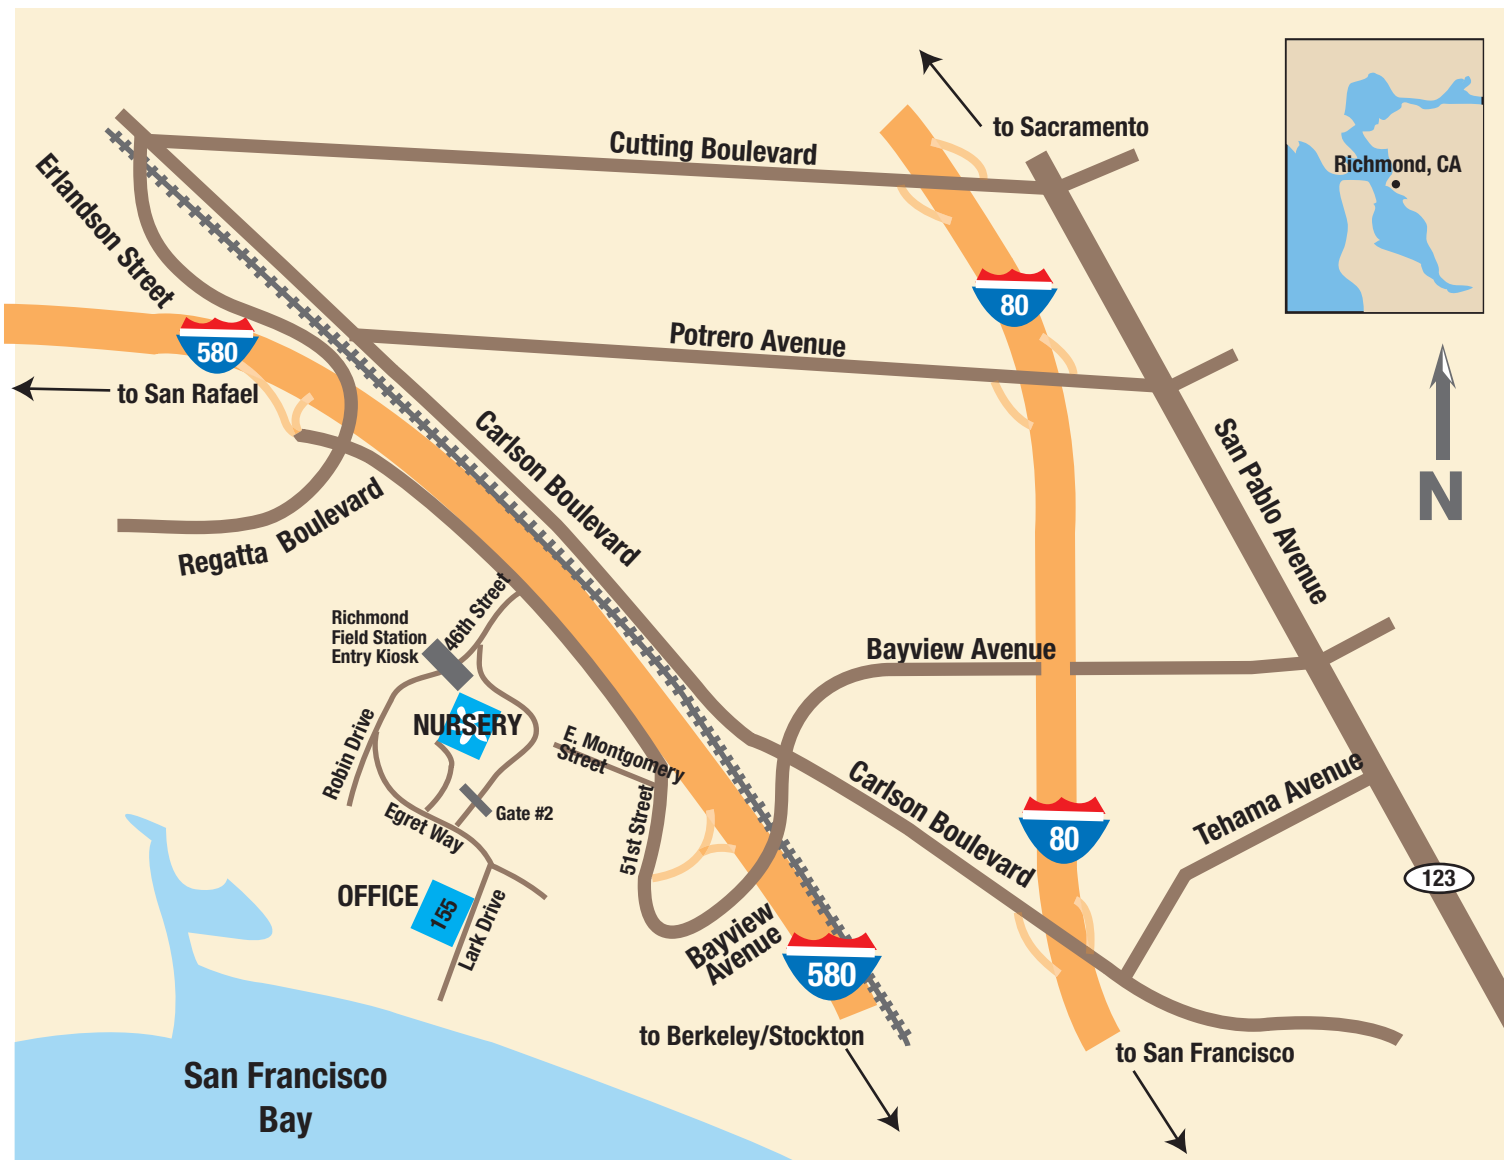 to Sacramento
Cutting Boulevard
Richmond, CA
Erlandson Street
80
580
Potrero Avenue
to San Rafael
Carlson Boulevard
San Pablo Avenue
N
Regatta Boulevard
46th Street
Richmond
Field Station
Entry Kiosk
Bayview Avenue
NURSERY
Robin Drive
E. Montgomery
Street
51st Street
Carlson Boulevard
Tehama Avenue
Gate #2
Egret Way
80
123
OFFICE
155
Lark Drive
Bayview
Avenue
580
to Berkeley/Stockton
to San Francisco
San Francisco
Bay